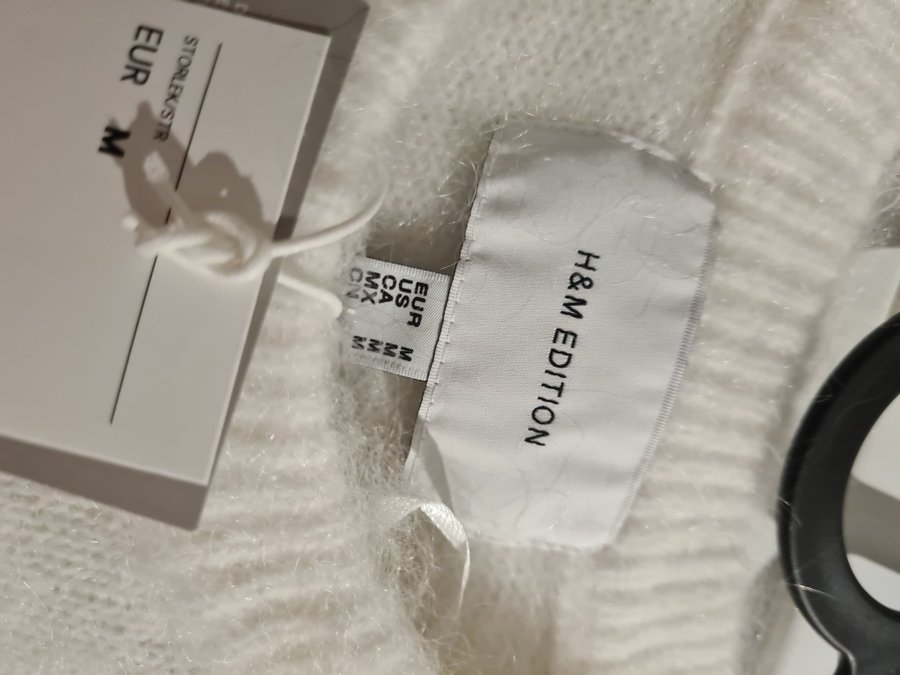 STORLEK/STR
EUR M
H&M EDITION
EUR M
US M
CA M
MX M
CN M